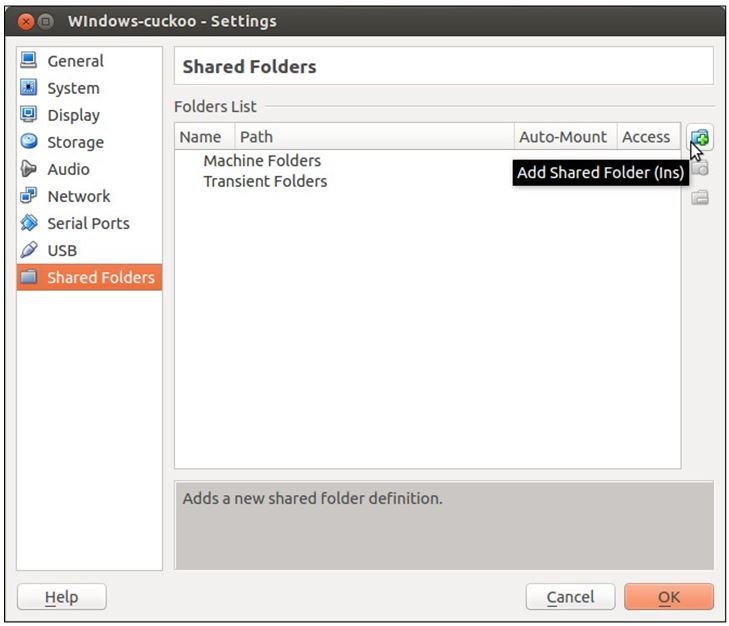 WIndows-cuckoo - Settings
General
System
Display
Storage
Audio
Network
Serial Ports
USB
Shared Folders
Shared Folders
Folders List
Name Path Auto-Mount Access
Machine Folders
Transient Folders
Add Shared Folder (Ins)
Adds a new shared folder definition.
Help Cancel OK